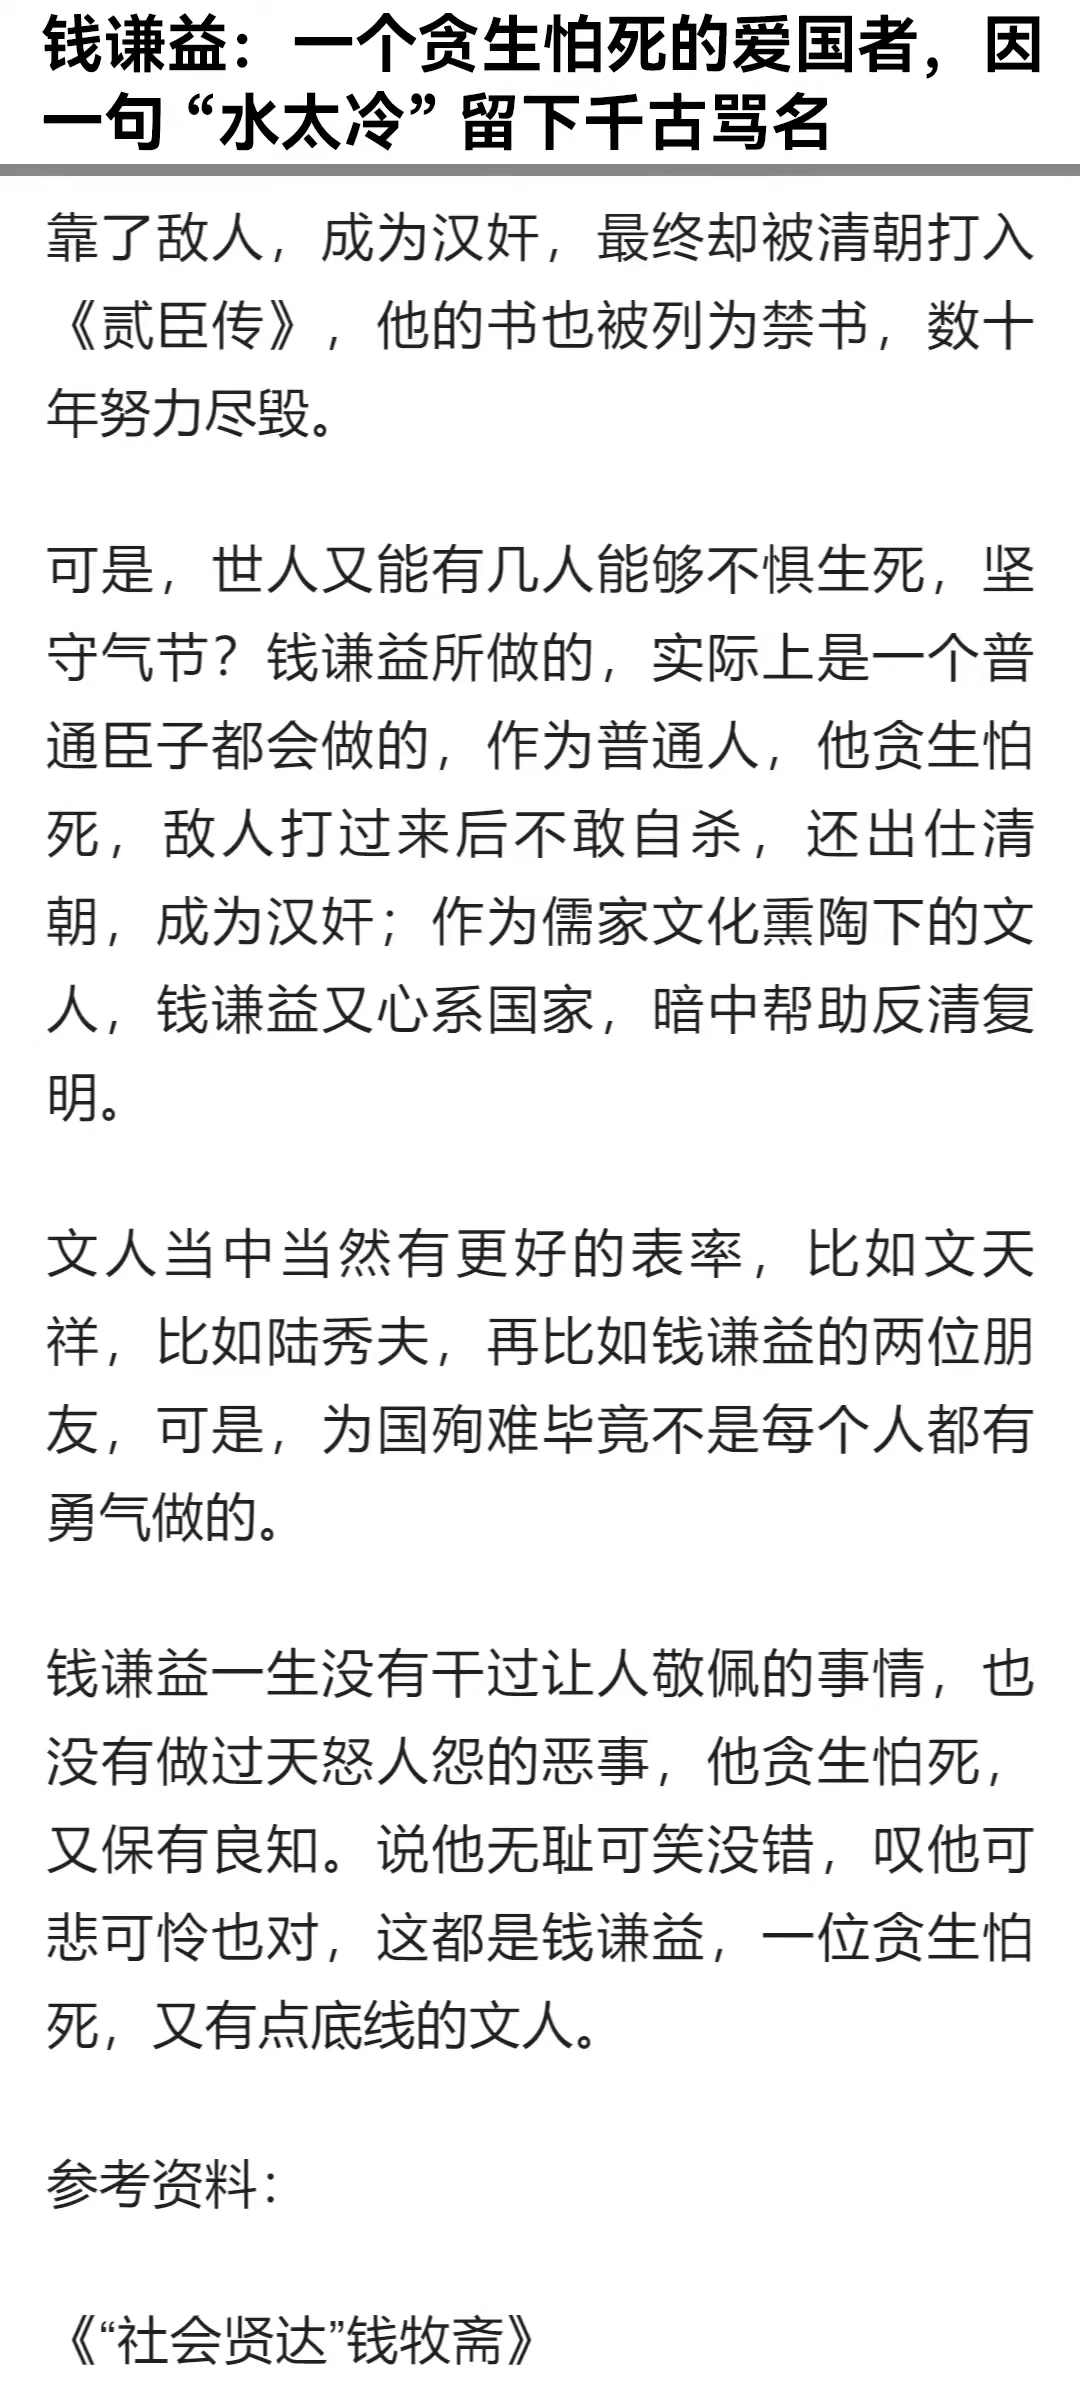 钱谦益：一个贪生怕死的爱国者，因
一句“水太冷”留下千古骂名
靠了敌人，成为汉奸，最终却被清朝打入
《贰臣传》，他的书也被列为禁书，数十
年努力尽毁。
可是，世人又能有几人能够不惧生死，坚
守气节？钱谦益所做的，实际上是一个普
通臣子都会做的，作为普通人，他贪生怕
死，敌人打过来后不敢自杀，还出仕清
朝，成为汉奸；作为儒家文化熏陶下的文
人，钱谦益又心系国家，暗中帮助反清复
明。
文人当中当然有更好的表率，比如文天
祥，比如陆秀夫，再比如钱谦益的两位朋
友，可是，为国殉难毕竟不是每个人都有
勇气做的。
钱谦益一生没有干过让人敬佩的事情，也
没有做过天怒人怨的恶事，他贪生怕死，
又保有良知。说他无耻可笑没错，叹他可
悲可怜也对，这都是钱谦益，一位贪生怕
死，又有点底线的文人。
参考资料：
《“社会贤达”钱牧斋》